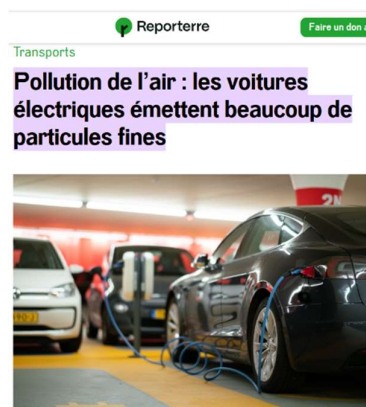 Reporterre
Faire un don
Transports
Pollution de l'air : les voitures
électriques émettent beaucoup de
particules fines